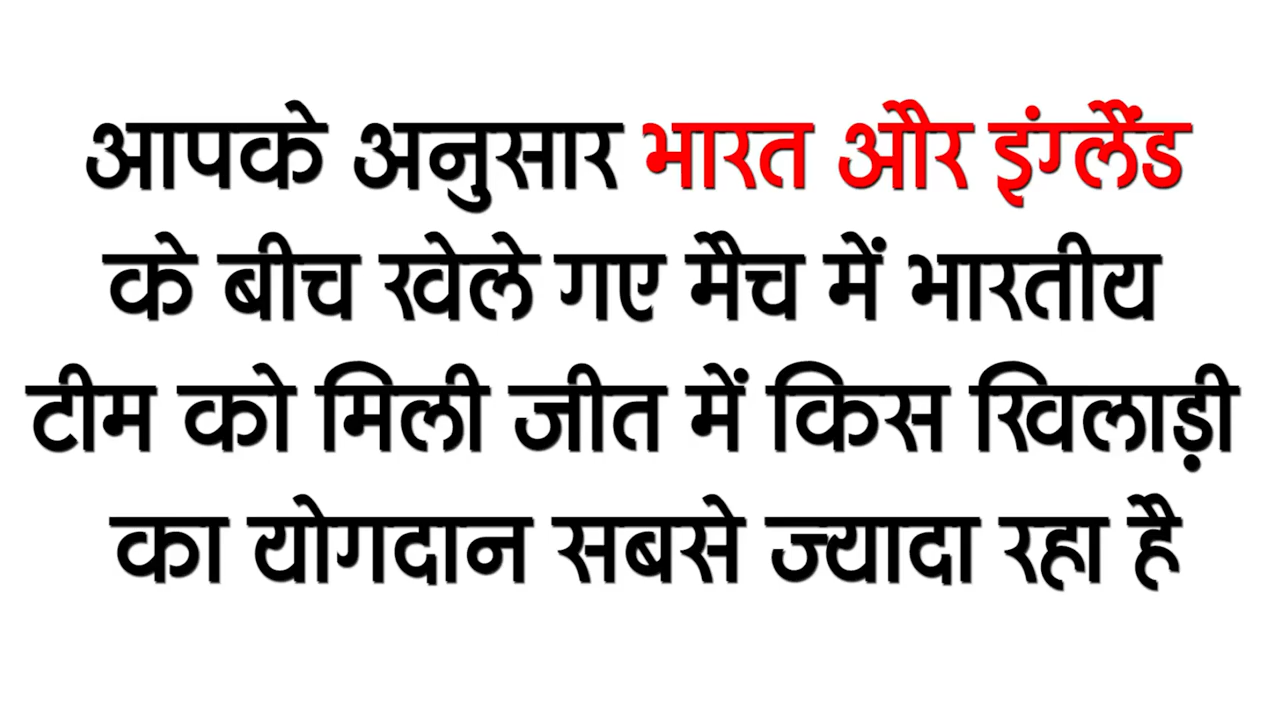 आपके अनुसार भारत और इंग्लैंड
के बीच खेले गए मैच में भारतीय
टीम को मिली जीत में किस खिलाड़ी
का योगदान सबसे ज्यादा रहा है